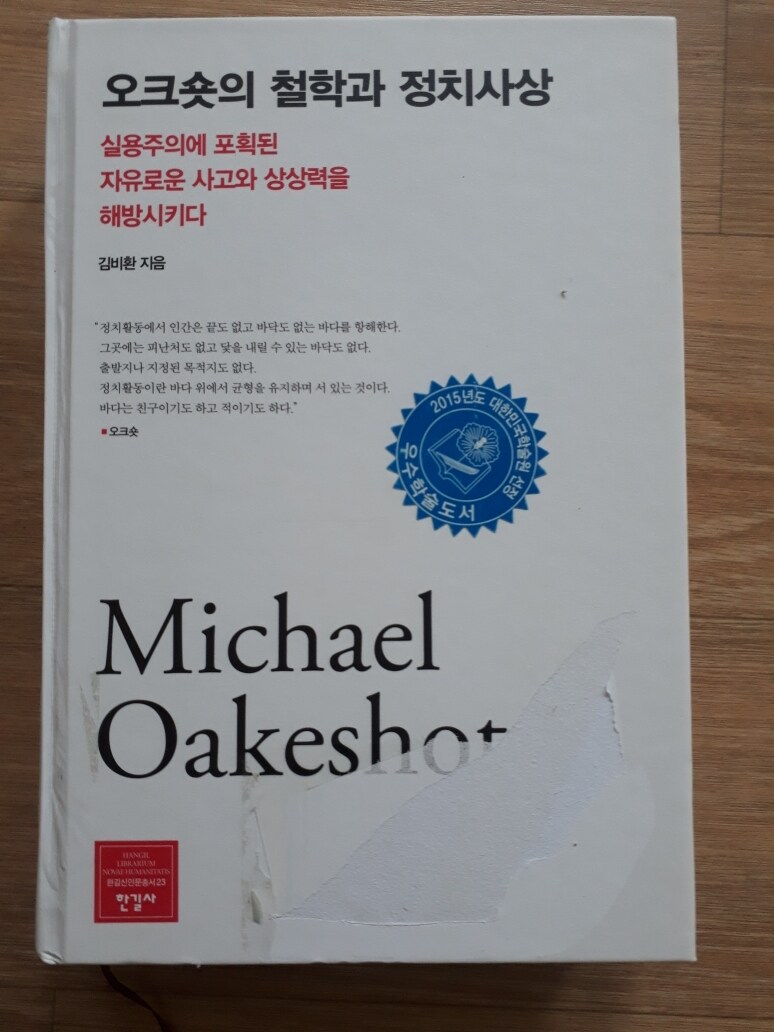 오크숏의 철학과 정치사상
실용주의에 포획된
자유로운 사고와 상상력을
해방시키다
김비환 지음
“정치활동에서 인간은 끝도 없고 바닥도 없는 바다를 항해한다.
그곳에는 피난처도 없고 닻을 내릴 수 있는 바닥도 없다.
출발지나 지정된 목적지도 없다.
정치활동이란 바다 위에서 균형을 유지하며 서 있는 것이다.
바다는 친구이기도 하고 적이기도 하다.”
■ 오크숏
2015년도 대한민국학술원 선정
우수학술도서
Michael
Oakeshot
HANGIL
LIBRARIUM
NOVAE HUMANITATIS
한길신인문총서 23
한길사